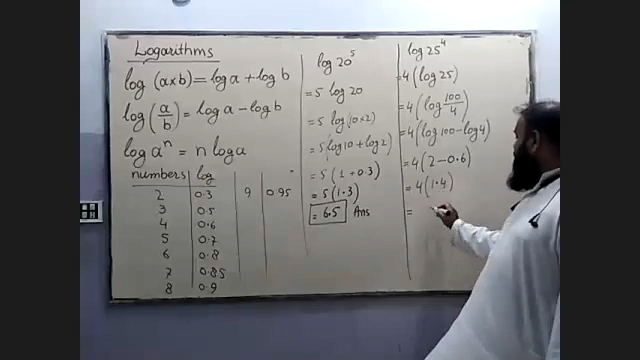 Logarithms
log (a×b) = log a + log b
log (a/b) = log a − log b
log aⁿ = n log a
numbers log
2 0.3 9 0.95
3 0.5
4 0.6
5 0.7
6 0.8
7 0.85
8 0.9
log 20⁵
= 5 log 20
= 5 log (10×2)
= 5 (log 10 + log 2)
= 5 (1 + 0.3)
= 5 (1.3)
= 6.5 Ans
log 25⁴
= 4 (log 25)
= 4 (log 100/4)
= 4 (log 100 − log 4)
= 4 (2 − 0.6)
= 4 (1.4)
=